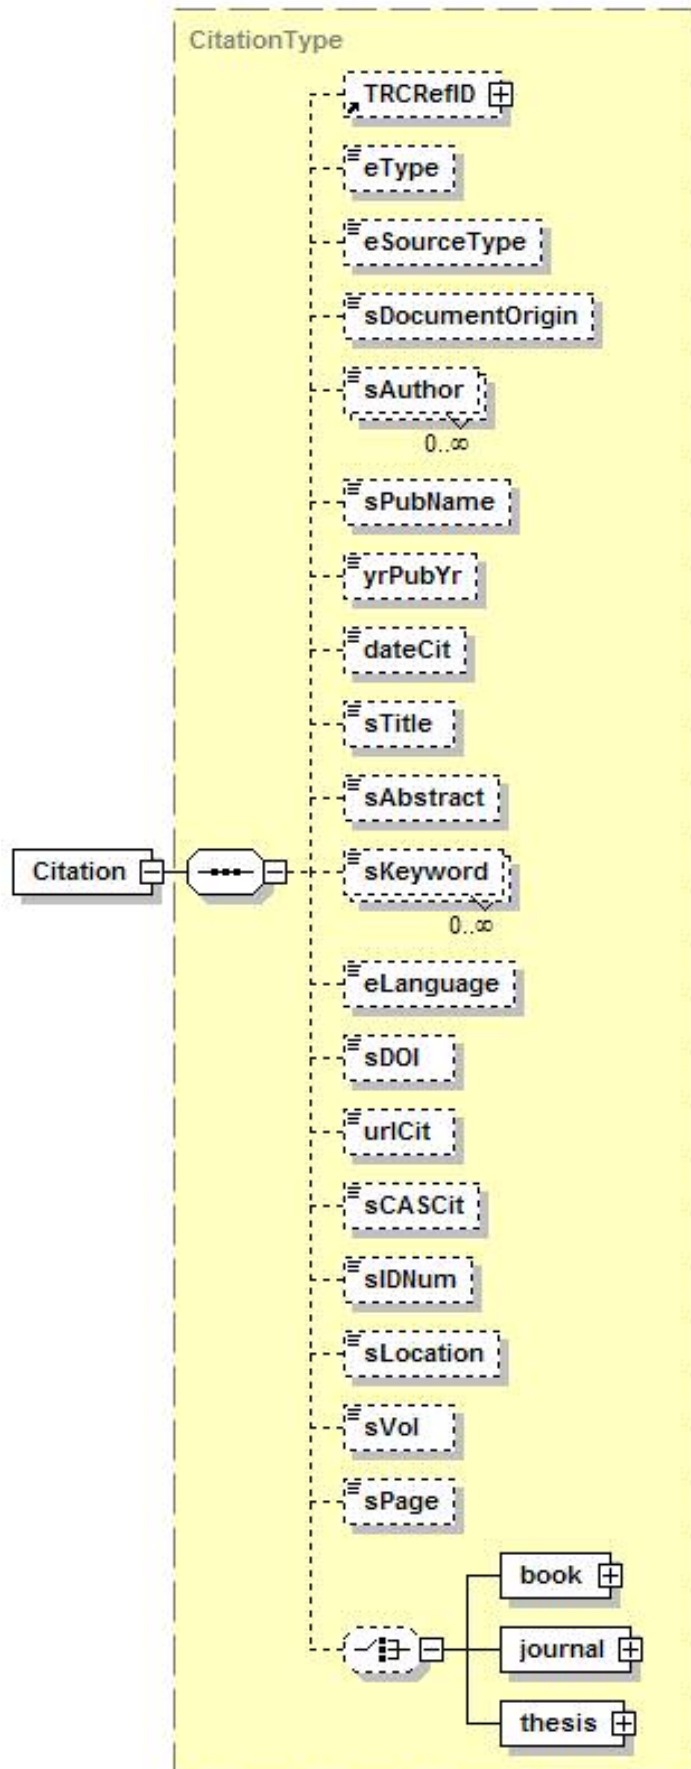 CitationType
TRCRefID
eType
eSourceType
sDocumentOrigin
sAuthor
0..∞
sPubName
yrPubYr
dateCit
sTitle
sAbstract
Citation
sKeyword
0..∞
eLanguage
sDOI
urlCit
sCASCit
sIDNum
sLocation
sVol
sPage
book
journal
thesis